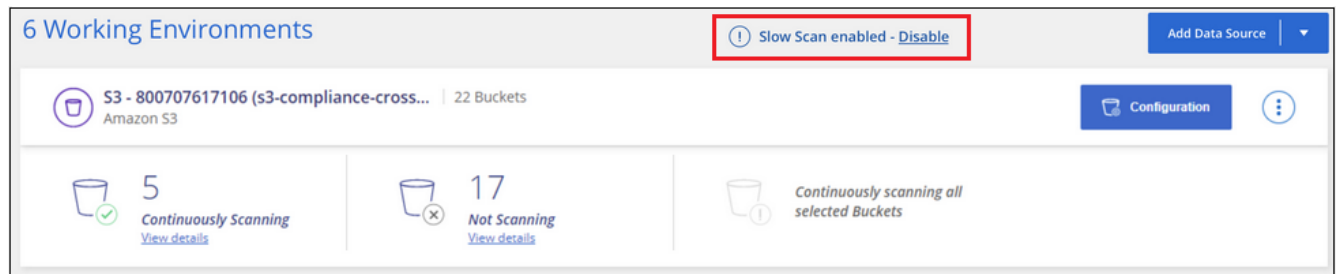 6 Working Environments
Slow Scan enabled - Disable
Add Data Source
S3 - 800707617106 (s3-compliance-cross... 22 Buckets
Amazon S3
Configuration
5
Continuously Scanning
View details
17
Not Scanning
View details
Continuously scanning all
selected Buckets